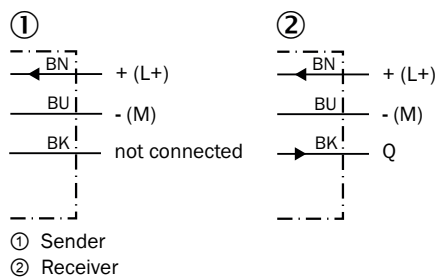 ① ②
BN + (L+) BN + (L+)
BU - (M) BU - (M)
BK not connected BK Q
① Sender
② Receiver